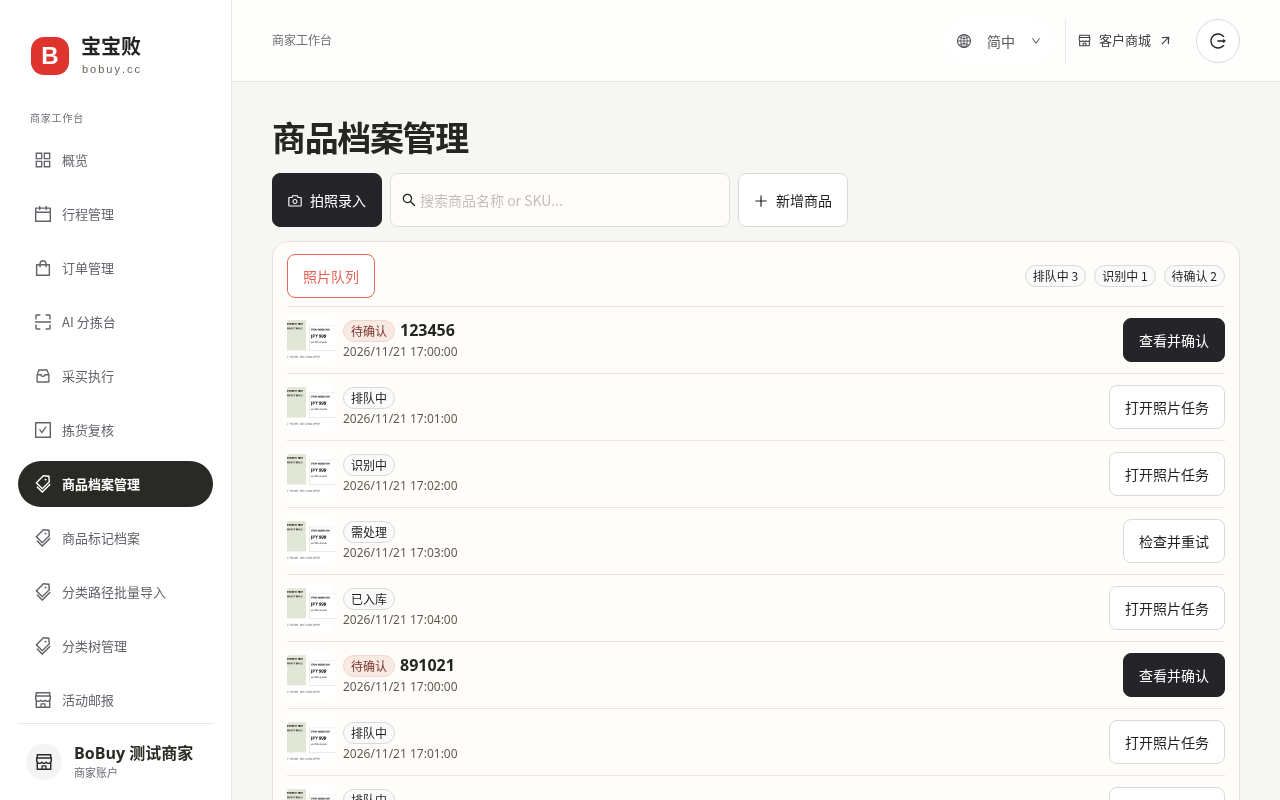 B
宝宝败
bobuy.cc
商家工作台
概览
行程管理
订单管理
AI 分拣台
采买执行
拣货复核
商品档案管理
商品标记档案
分类路径批量导入
分类树管理
活动邮报
BoBuy 测试商家
商家账户
商家工作台
简中
客户商城
商品档案管理
拍照录入
搜索商品名称 or SKU...
新增商品
照片队列
排队中 3
识别中 1
待确认 2
待确认 123456
2026/11/21 17:00:00
查看并确认
排队中
2026/11/21 17:01:00
打开照片任务
识别中
2026/11/21 17:02:00
打开照片任务
需处理
2026/11/21 17:03:00
检查并重试
已入库
2026/11/21 17:04:00
打开照片任务
待确认 891021
2026/11/21 17:00:00
查看并确认
排队中
2026/11/21 17:01:00
打开照片任务
排队中